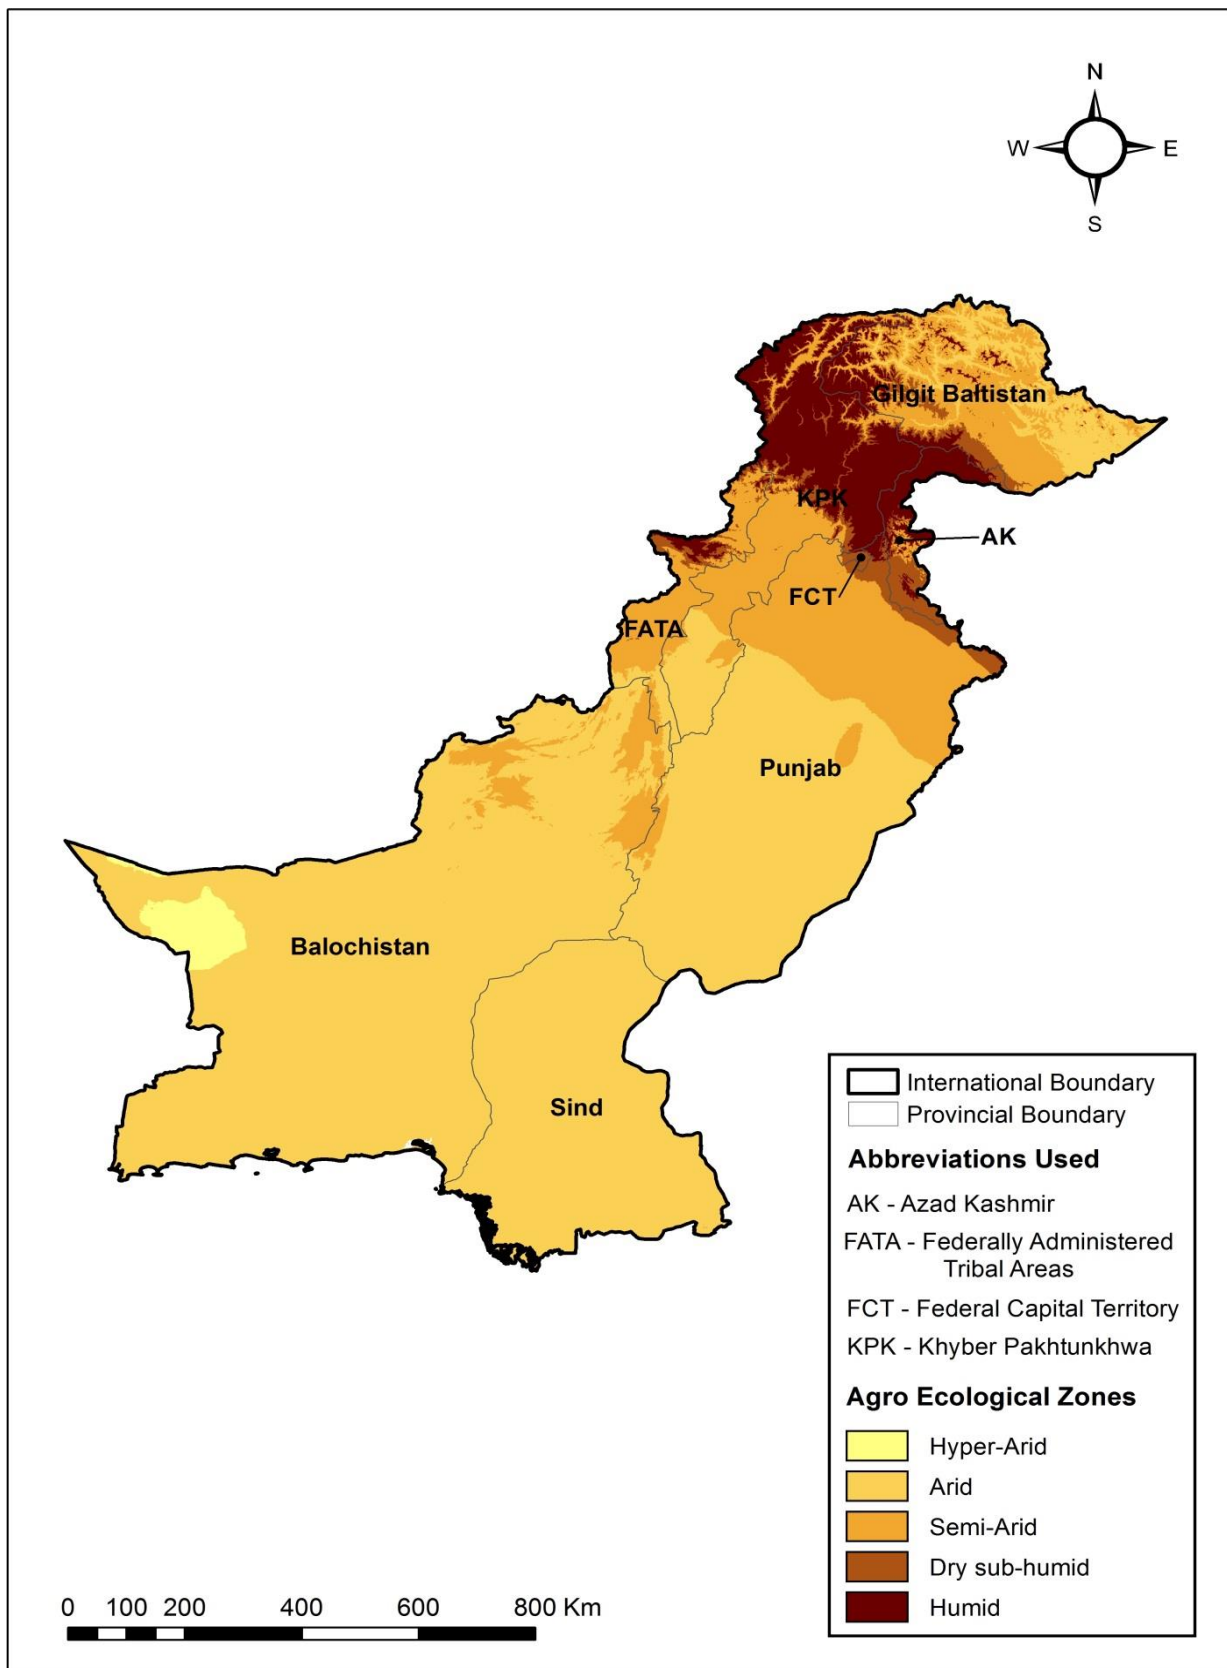 N
W E
S
Gilgit Baltistan
KPK
AK
FCT
FATA
Punjab
Balochistan
Sind
International Boundary
Provincial Boundary
Abbreviations Used
AK - Azad Kashmir
FATA - Federally Administered
Tribal Areas
FCT - Federal Capital Territory
KPK - Khyber Pakhtunkhwa
Agro Ecological Zones
Hyper-Arid
Arid
Semi-Arid
Dry sub-humid
Humid
0 100 200 400 600 800 Km